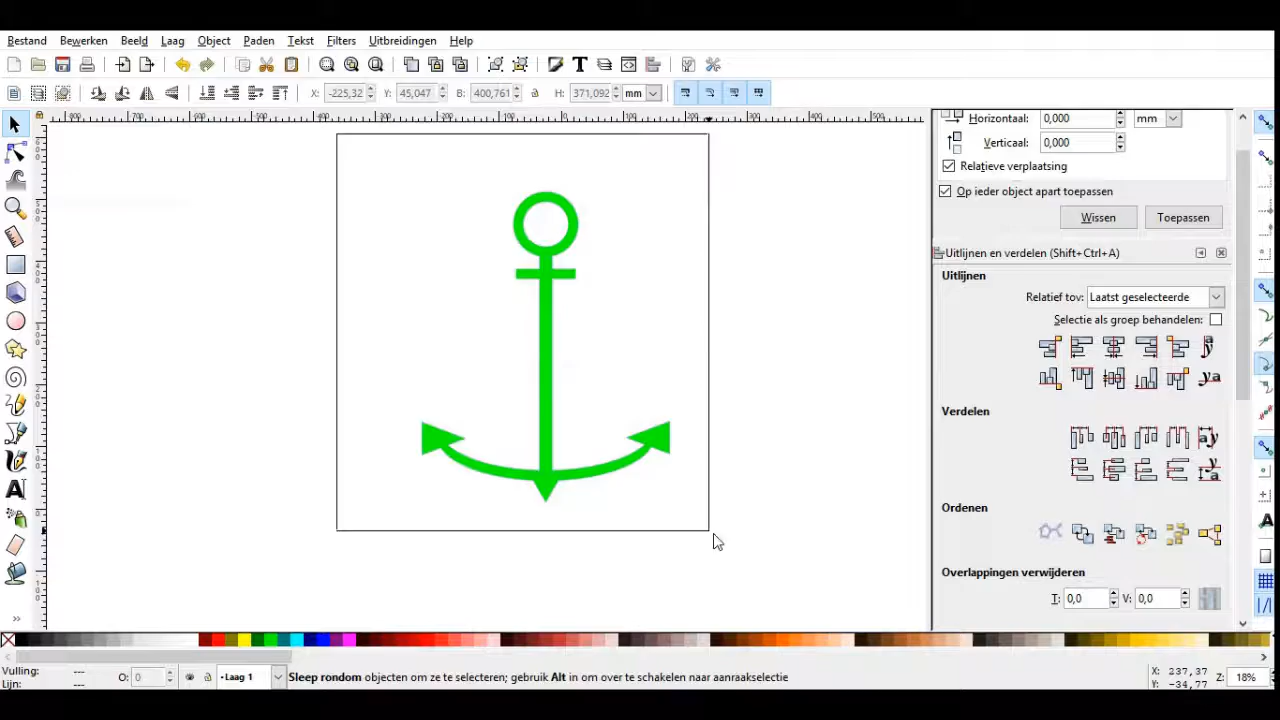 Bestand Bewerken Beeld Laag Object Paden Tekst Filters Uitbreidingen Help
X: -225,32 Y: 45,047 B: 400,761 H: 371,092 mm
Horizontaal: 0,000 mm
Verticaal: 0,000
Relatieve verplaatsing
Op ieder object apart toepassen
Wissen Toepassen
Uitlijnen en verdelen (Shift+Ctrl+A)
Uitlijnen
Relatief tov: Laatst geselecteerde
Selectie als groep behandelen:
Verdelen
Ordenen
Overlappingen verwijderen
I: 0,0 V: 0,0
Vulling: ---
Lijn: ---
O: 0
Laag 1
Sleep rondom objecten om ze te selecteren; gebruik Alt in om over te schakelen naar aanraakselectie
X: 237,37
Y: -34,77
Z: 18%